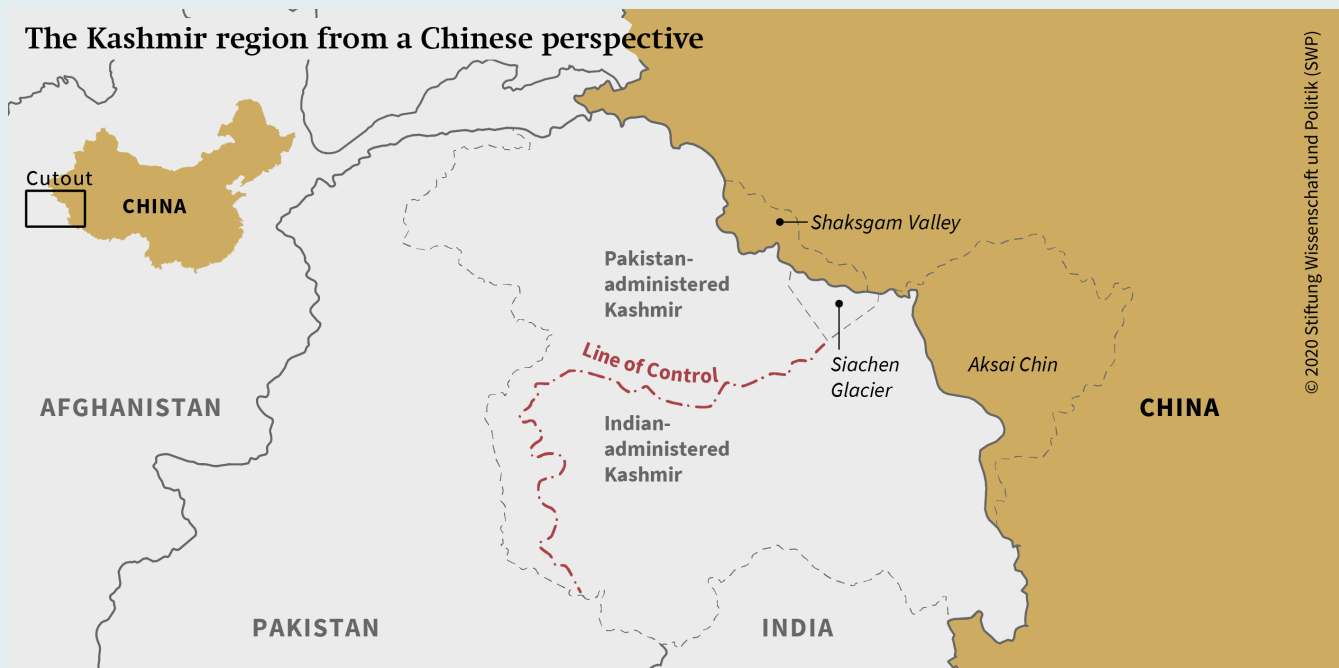 The Kashmir region from a Chinese perspective
Cutout
CHINA
Shaksgam Valley
Pakistan-
administered
Kashmir
Line of Control
Siachen
Glacier
Aksai Chin
AFGHANISTAN
CHINA
Indian-
administered
Kashmir
PAKISTAN
INDIA
© 2020 Stiftung Wissenschaft und Politik (SWP)